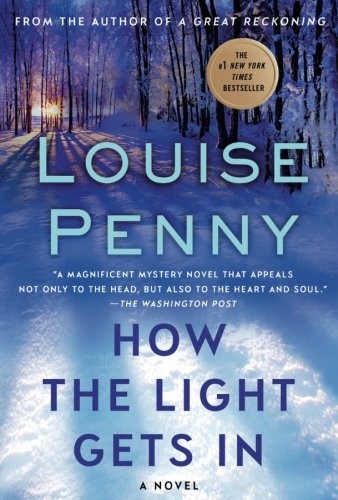 FROM THE AUTHOR OF A GREAT RECKONING
THE
#1 NEW YORK
TIMES
BESTSELLER
LOUISE
PENNY
"A MAGNIFICENT MYSTERY NOVEL THAT APPEALS
NOT ONLY TO THE HEAD, BUT ALSO TO THE HEART AND SOUL."
—THE WASHINGTON POST
HOW
THE LIGHT
GETS IN
A NOVEL